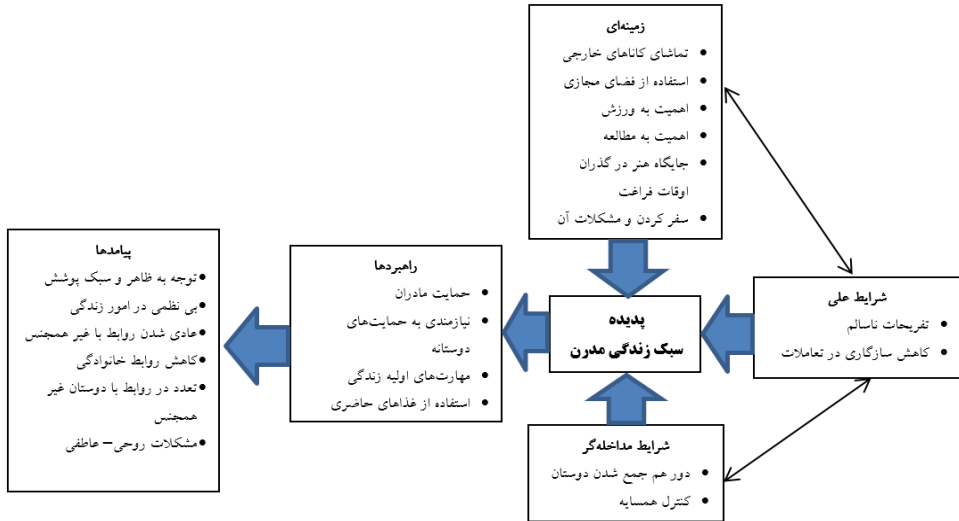 زمینه‌ای
تماشای کاناهای خارجی
استفاده از فضای مجازی
اهمیت به ورزش
اهمیت به مطالعه
جایگاه هنر در گذران
اوقات فراغت
سفر کردن و مشکلات آن
شرایط علی
تفریحات ناسالم
کاهش سازگاری در تعاملات
پدیده
سبک زندگی مدرن
شرایط مداخله‌گر
دور هم جمع شدن دوستان
کنترل همسایه
راهبردها
حمایت مادران
نیازمندی به حمایت‌های
دوستانه
مهارت‌های اولیه زندگی
استفاده از غذاهای حاضری
پیامدها
توجه به ظاهر و سبک پوشش
بی نظمی در امور زندگی
عادی شدن روابط با غیر همجنس
کاهش روابط خانوادگی
تعدد در روابط با دوستان غیر
همجنس
مشکلات روحی– عاطفی